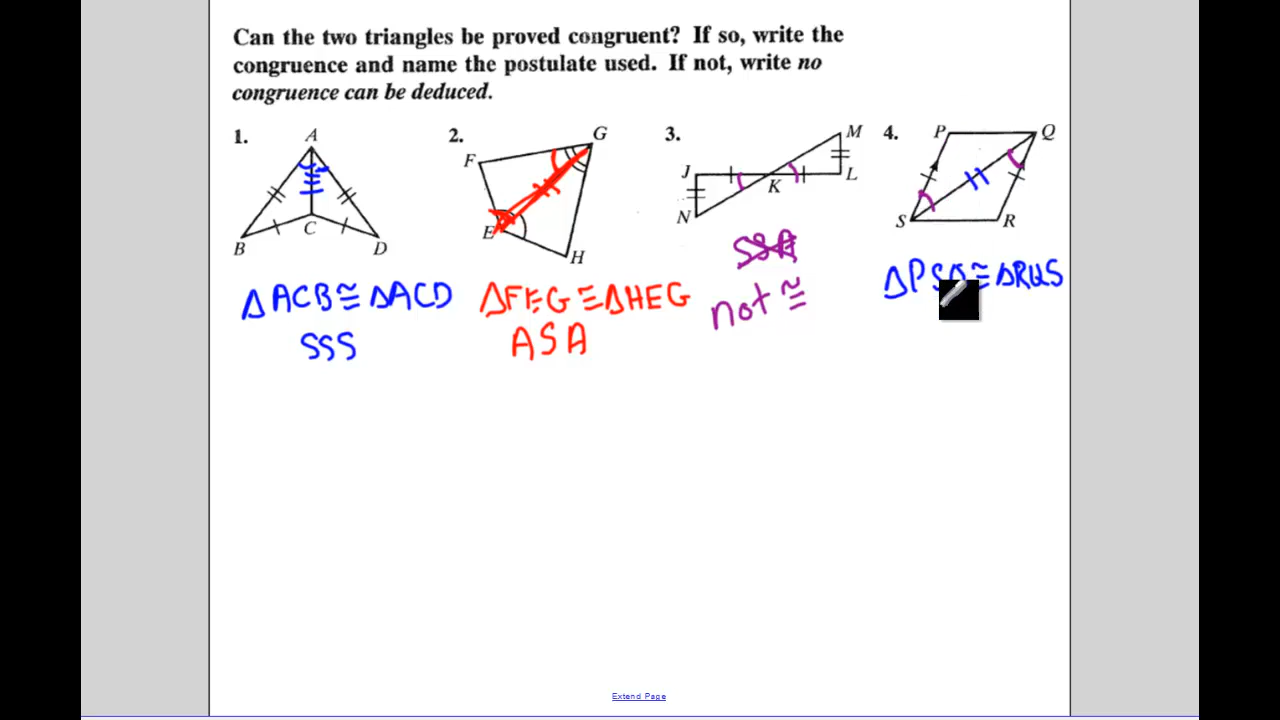 Can the two triangles be proved congruent? If so, write the
congruence and name the postulate used. If not, write no
congruence can be deduced.
1.
A
B
C
D
ΔACB≅ΔACD
SSS
2.
F
G
E
H
ΔFEG≅ΔHEG
ASA
3.
J
M
K
L
N
SSA
not ≅
4.
P
Q
S
R
ΔPSQ≅ΔRQS
Extend Page